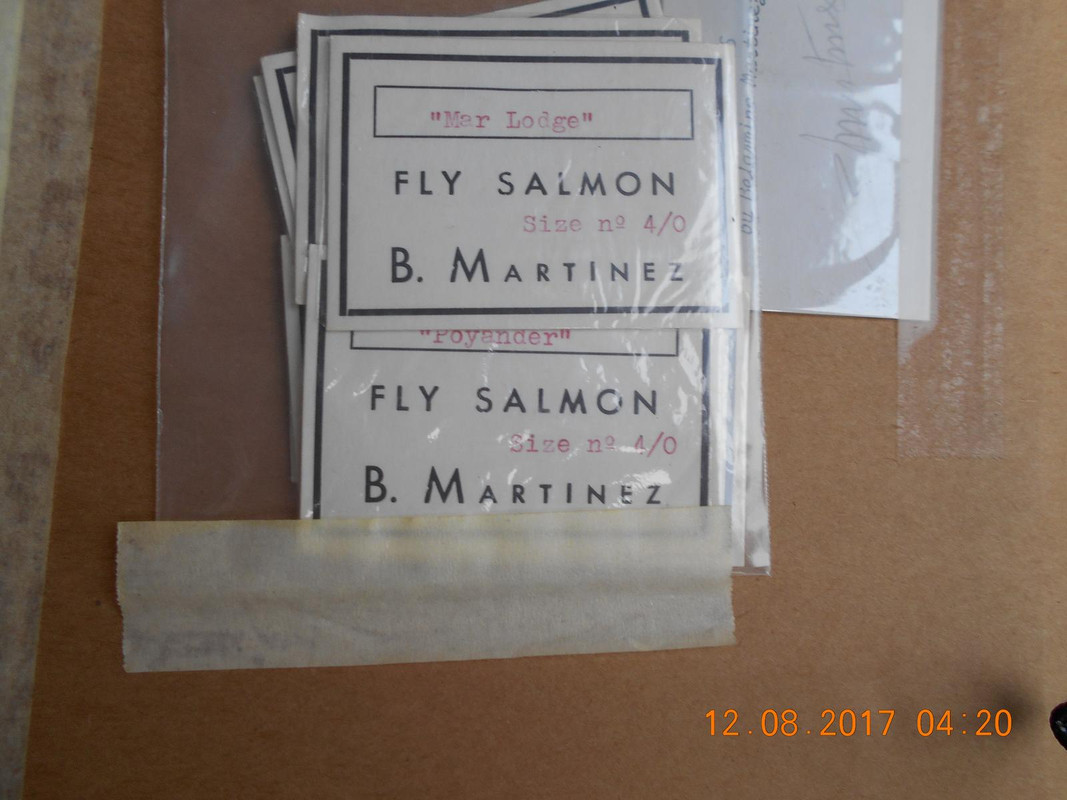 "Mar Lodge"
FLY SALMON
Size nº 4/0
B. MARTINEZ
"Poyander"
FLY SALMON
Size nº 4/0
B. MARTINEZ
12.08.2017 04:20